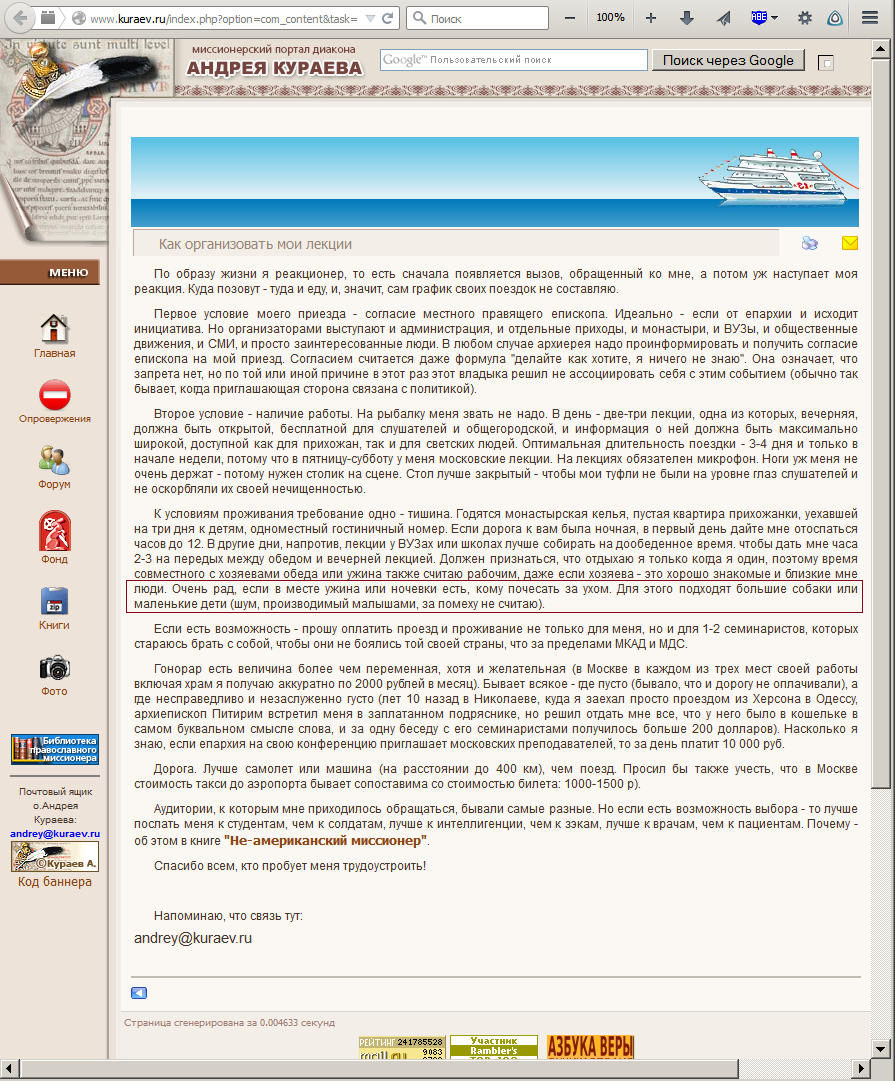 www.kuraev.ru/index.php?option=com_content&task=
Поиск
100%
ABE
In virtute sunt multi
миссионерский портал диакона
АНДРЕЯ КУРАЕВА
Google™ Пользовательский поиск
Поиск через Google
МЕНЮ
Главная
Опровержения
Форум
Фонд
zip
Книги
Фото
Библиотека
православного
миссионера
Почтовый ящик
о.Андрея
Кураева:
andrey@kuraev.ru
©Кураев А.
Код баннера
Как организовать мои лекции
По образу жизни я реакционер, то есть сначала появляется вызов, обращенный ко мне, а потом уж наступает моя
реакция. Куда позовут - туда и еду, и, значит, сам график своих поездок не составляю.
Первое условие моего приезда - согласие местного правящего епископа. Идеально - если от епархии и исходит
инициатива. Но организаторами выступают и администрация, и отдельные приходы, и монастыри, и ВУЗы, и общественные
движения, и СМИ, и просто заинтересованные люди. В любом случае архиерея надо проинформировать и получить согласие
епископа на мой приезд. Согласием считается даже формула "делайте как хотите, я ничего не знаю". Она означает, что
запрета нет, но по той или иной причине в этот раз этот владыка решил не ассоциировать себя с этим событием (обычно так
бывает, когда приглашающая сторона связана с политикой).
Второе условие - наличие работы. На рыбалку меня звать не надо. В день - две-три лекции, одна из которых, вечерняя,
должна быть открытой, бесплатной для слушателей и общегородской, и информация о ней должна быть максимально
широкой, доступной как для прихожан, так и для светских людей. Оптимальная длительность поездки - 3-4 дня и только в
начале недели, потому что в пятницу-субботу у меня московские лекции. На лекциях обязателен микрофон. Ноги уж меня не
очень держат - потому нужен столик на сцене. Стол лучше закрытый - чтобы мои туфли не были на уровне глаз слушателей и
не оскорбляли их своей нечищенностью.
К условиям проживания требование одно - тишина. Годятся монастырская келья, пустая квартира прихожанки, уехавшей
на три дня к детям, одноместный гостиничный номер. Если дорога к вам была ночная, в первый день дайте мне отоспаться
часов до 12. В другие дни, напротив, лекции у ВУЗах или школах лучше собирать на дообеденное время. чтобы дать мне часа
2-3 на передых между обедом и вечерней лекцией. Должен признаться, что отдыхаю я только когда я один, поэтому время
совместного с хозяевами обеда или ужина также считаю рабочим, даже если хозяева - это хорошо знакомые и близкие мне
люди. Очень рад, если в месте ужина или ночевки есть, кому почесать за ухом. Для этого подходят большие собаки или
маленькие дети (шум, производимый малышами, за помеху не считаю).
Если есть возможность - прошу оплатить проезд и проживание не только для меня, но и для 1-2 семинаристов, которых
стараюсь брать с собой, чтобы они не боялись той своей страны, что за пределами МКАД и МДС.
Гонорар есть величина более чем переменная, хотя и желательная (в Москве в каждом из трех мест своей работы
включая храм я получаю аккуратно по 2000 рублей в месяц). Бывает всякое - где пусто (бывало, что и дорогу не оплачивали), а
где несправедливо и незаслуженно густо (лет 10 назад в Николаеве, куда я заехал просто проездом из Херсона в Одессу,
архиепископ Питирим встретил меня в заплатанном подряснике, но решил отдать мне все, что у него было в кошельке в
самом буквальном смысле слова, и за одну беседу с его семинаристами получилось больше 200 долларов). Насколько я
знаю, если епархия на свою конференцию приглашает московских преподавателей, то за день платит 10 000 руб.
Дорога. Лучше самолет или машина (на расстоянии до 400 км), чем поезд. Просил бы также учесть, что в Москве
стоимость такси до аэропорта бывает сопоставима со стоимостью билета: 1000-1500 р).
Аудитории, к которым мне приходилось обращаться, бывали самые разные. Но если есть возможность выбора - то лучше
послать меня к студентам, чем к солдатам, лучше к интеллигенции, чем к зэкам, лучше к врачам, чем к пациентам. Почему -
об этом в книге "Не-американский миссионер".
Спасибо всем, кто пробует меня трудоустроить!
Напоминаю, что связь тут:
andrey@kuraev.ru
Страница сгенерирована за 0.004633 секунд
РЕЙТИНГ 241785528
9083
Участник
Rambler's
АЗБУКА ВЕРЫ